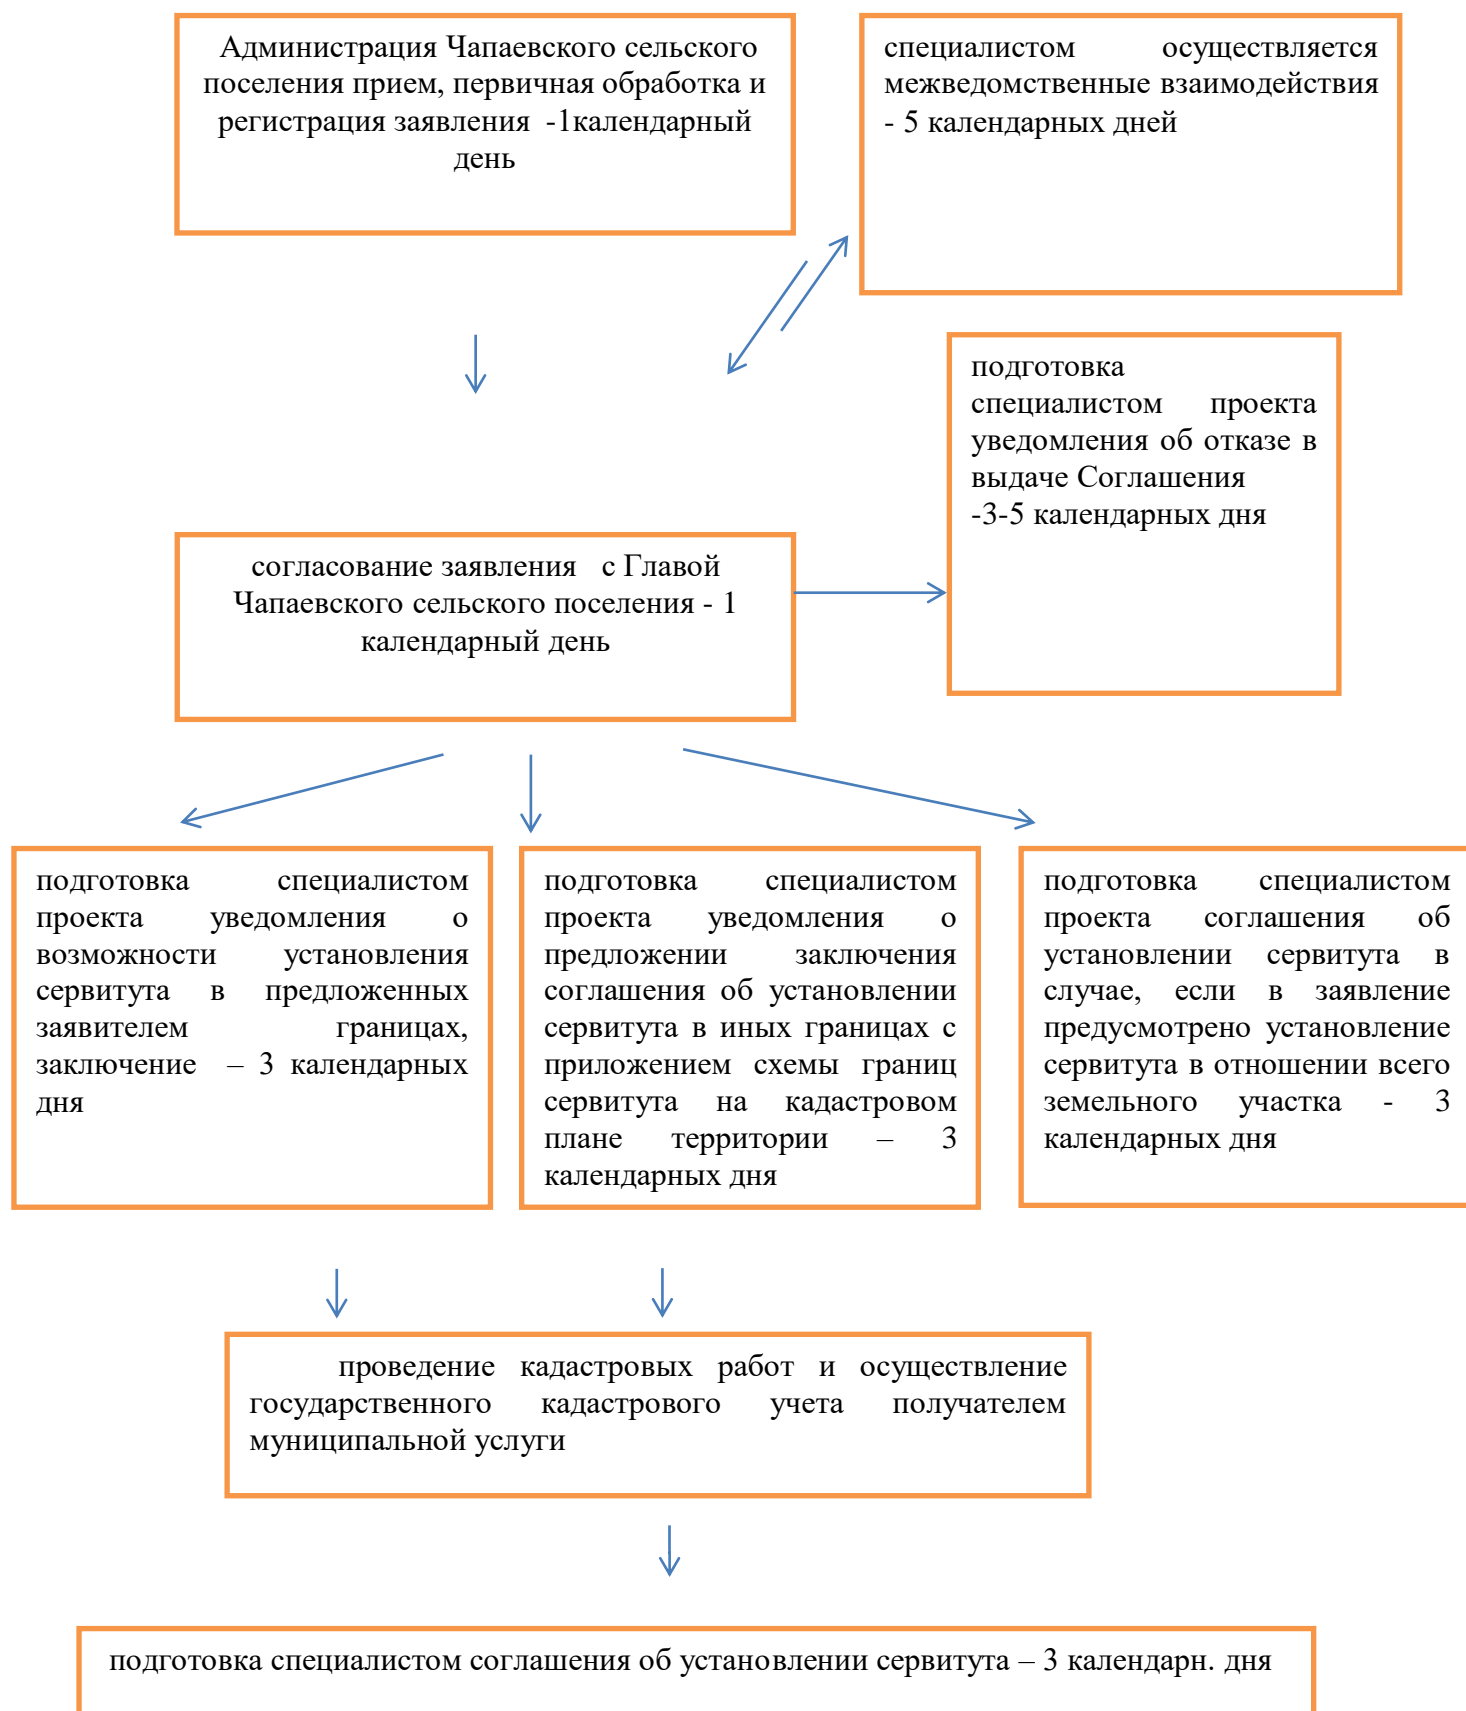 Администрация Чапаевского сельского
поселения прием, первичная обработка и
регистрация заявления -1календарный
день
специалистом осуществляется
межведомственные взаимодействия
- 5 календарных дней
подготовка
специалистом проекта
уведомления об отказе в
выдаче Соглашения
-3-5 календарных дня
согласование заявления с Главой
Чапаевского сельского поселения - 1
календарный день
подготовка специалистом
проекта уведомления о
возможности установления
сервитута в предложенных
заявителем границах,
заключение – 3 календарных
дня
подготовка специалистом
проекта уведомления о
предложении заключения
соглашения об установлении
сервитута в иных границах с
приложением схемы границ
сервитута на кадастровом
плане территории – 3
календарных дня
подготовка специалистом
проекта соглашения об
установлении сервитута в
случае, если в заявление
предусмотрено установление
сервитута в отношении всего
земельного участка - 3
календарных дня
проведение кадастровых работ и осуществление
государственного кадастрового учета получателем
муниципальной услуги
подготовка специалистом соглашения об установлении сервитута – 3 календарн. дня